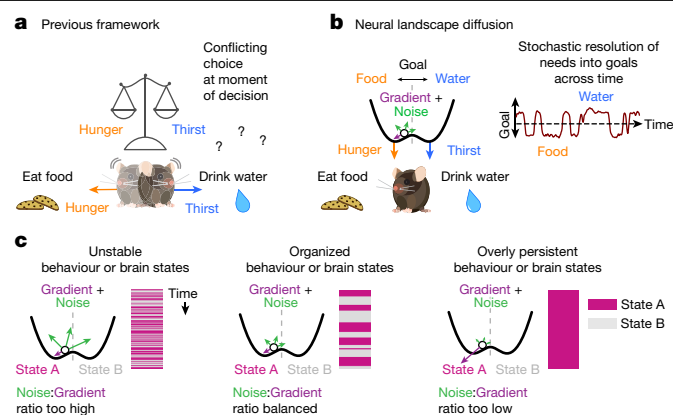 a Previous framework
Conflicting
choice
at moment
of decision
Hunger
Thirst
? ? ?
Eat food
Drink water
Hunger
Thirst
b Neural landscape diffusion
Goal
Food
Water
Gradient +
Noise
Hunger
Thirst
Eat food
Drink water
Stochastic resolution of
needs into goals
across time
Water
Goal
Time
Food
c
Unstable
behaviour or brain states
Gradient +
Noise
Time
State A
State B
Noise:Gradient
ratio too high
Organized
behaviour or brain states
Gradient +
Noise
State A
State B
Noise:Gradient
ratio balanced
Overly persistent
behaviour or brain states
Gradient +
Noise
State A
State B
Noise:Gradient
ratio too low
State A
State B